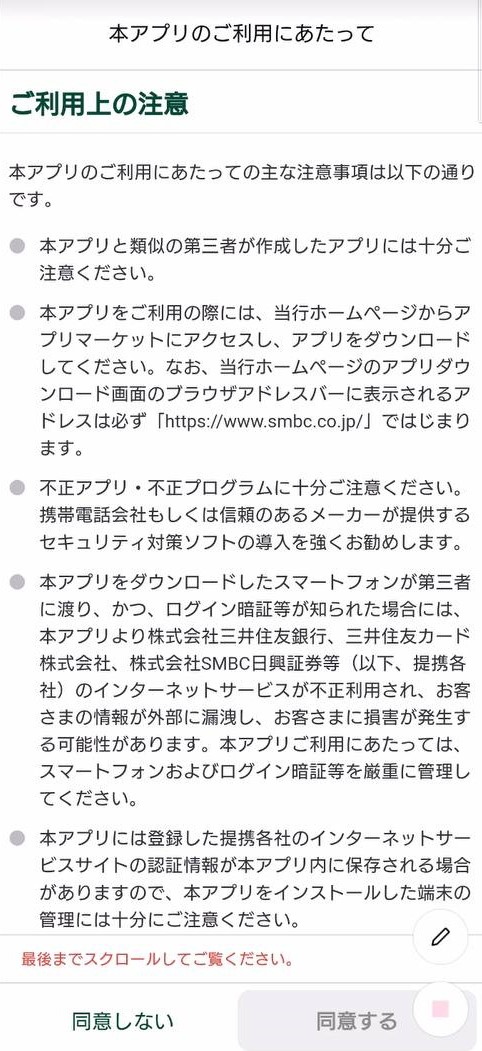 本アプリのご利用にあたって
ご利用上の注意
本アプリのご利用にあたっての主な注意事項は以下の通り
です。
本アプリと類似の第三者が作成したアプリには十分ご
注意ください。
本アプリをご利用の際には、当行ホームページからア
プリマーケットにアクセスし、アプリをダウンロード
してください。なお、当行ホームページのアプリダウ
ンロード画面のブラウザアドレスバーに表示されるア
ドレスは必ず「https://www.smbc.co.jp/」ではじまり
ます。
不正アプリ・不正プログラムに十分ご注意ください。
携帯電話会社もしくは信頼のあるメーカーが提供する
セキュリティ対策ソフトの導入を強くお勧めします。
本アプリをダウンロードしたスマートフォンが第三者
に渡り、かつ、ログイン暗証等が知られた場合には、
本アプリより株式会社三井住友銀行、三井住友カード
株式会社、株式会社SMBC日興証券等（以下、提携各
社）のインターネットサービスが不正利用され、お客
さまの情報が外部に漏洩し、お客さまに損害が発生す
る可能性があります。本アプリご利用にあたっては、
スマートフォンおよびログイン暗証等を厳重に管理し
てください。
本アプリには登録した提携各社のインターネットサー
ビスサイトの認証情報が本アプリ内に保存される場合
がありますので、本アプリをインストールした端末の
管理には十分にご注意ください。
最後までスクロールしてご覧ください。
同意しない
同意する